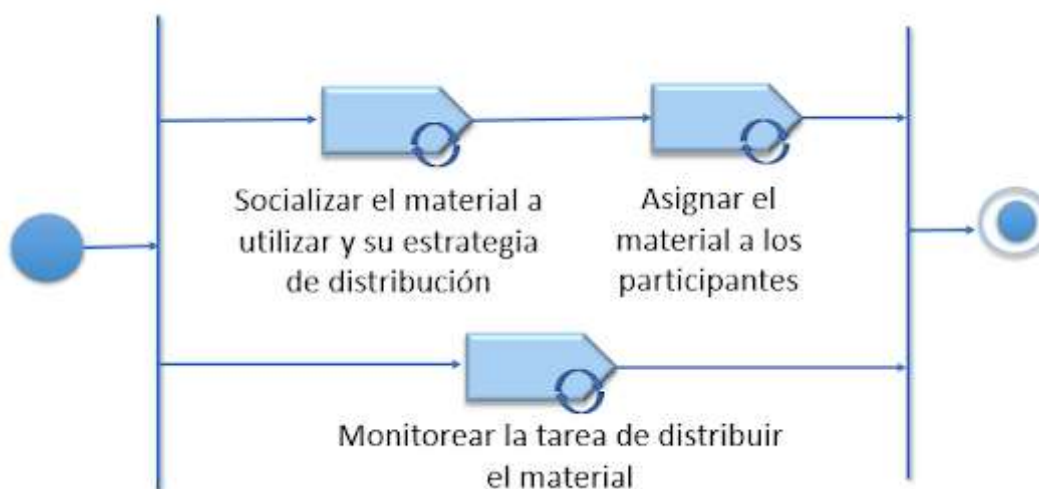 Socializar el material a
utilizar y su estrategia
de distribución
Asignar el
material a los
participantes
Monitorear la tarea de distribuir
el material